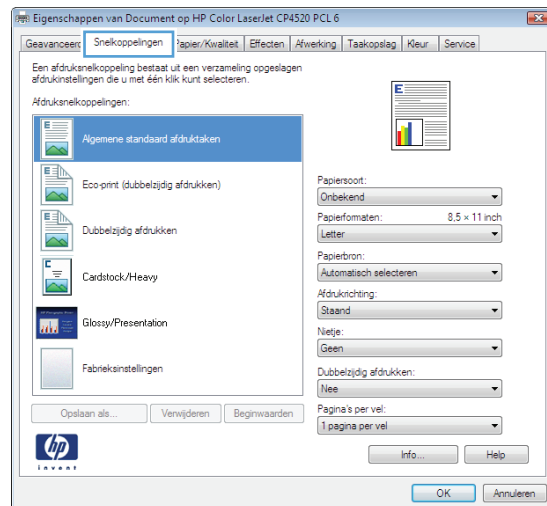 Eigenschappen van Document op HP Color LaserJet CP4520 PCL 6
Geavanceerd Snelkoppelingen Papier/Kwaliteit Effecten Afwerking Taakopslag Kleur Service
Een afdruksnelkoppeling bestaat uit een verzameling opgeslagen
afdrukinstellingen die u met één klik kunt selecteren.
Afdruksnelkoppelingen:
Algemene standaard afdruktaken
Eco-print (dubbelzijdig afdrukken)
Dubbelzijdig afdrukken
Cardstock/Heavy
Glossy/Presentation
Fabrieksinstellingen
Opslaan als... Verwijderen Beginwaarden
Papiersoort:
Onbekend
Papierformaten: 8,5 × 11 inch
Letter
Papierbron:
Automatisch selecteren
Afdrukrichting:
Staand
Nietje:
Geen
Dubbelzijdig afdrukken:
Nee
Pagina's per vel:
1 pagina per vel
Info... Help
hp
invent
OK Annuleren